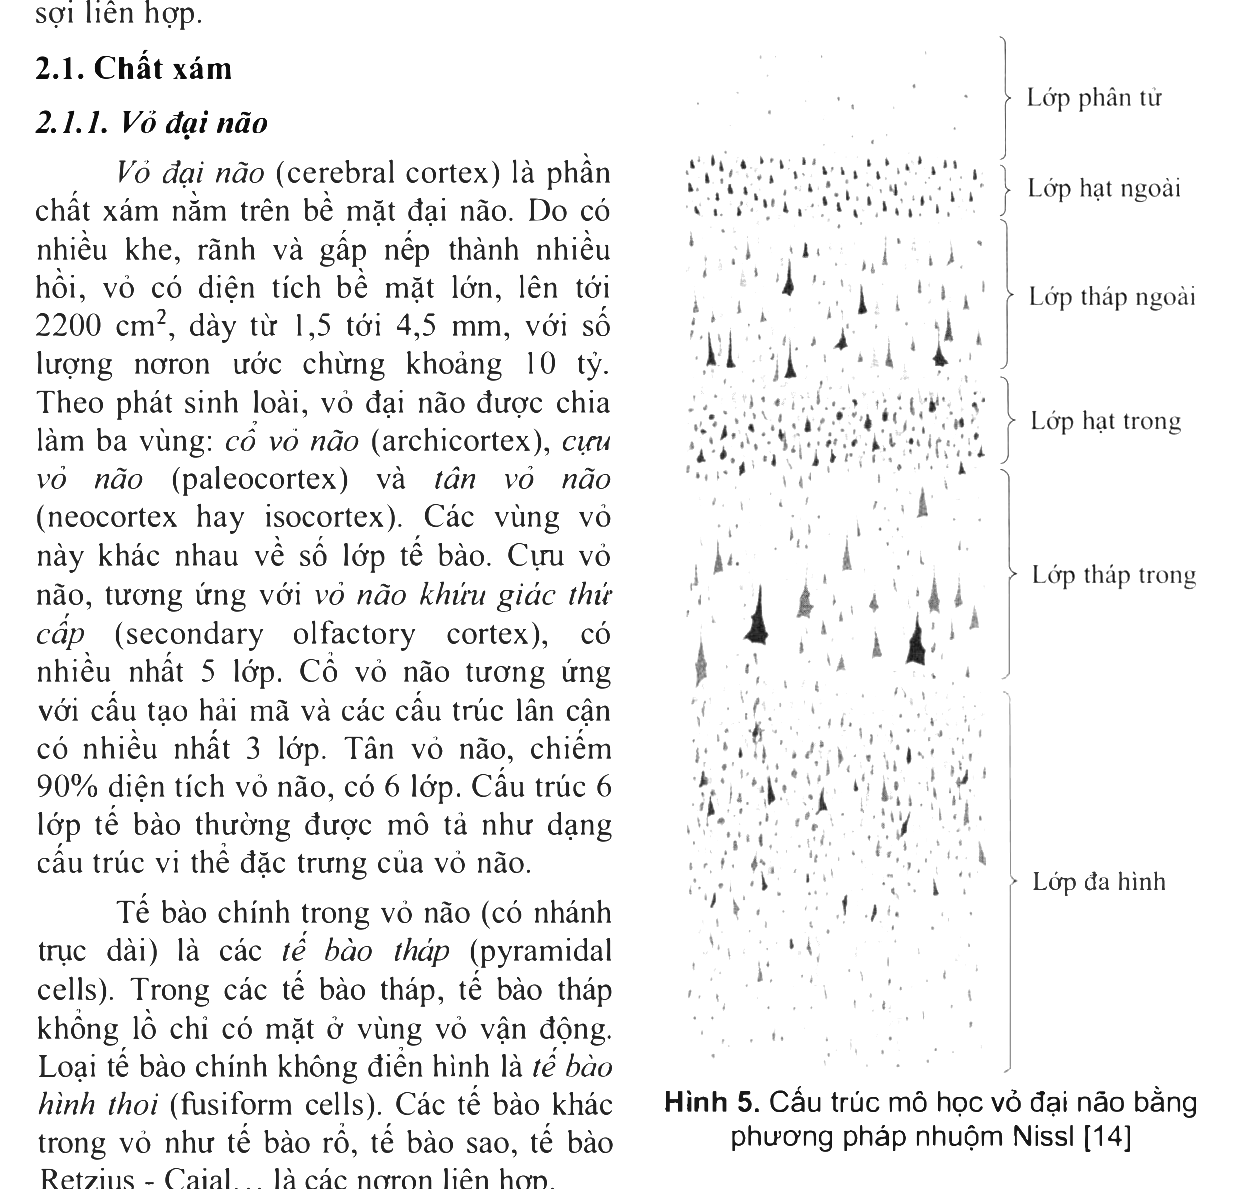 sợi liên hợp.
2.1. Chất xám
2.1.1. Vỏ đại não
Vỏ đại não (cerebral cortex) là phần
chất xám nằm trên bề mặt đại não. Do có
nhiều khe, rãnh và gấp nếp thành nhiều
hồi, vỏ có diện tích bề mặt lớn, lên tới
2200 cm², dày từ 1,5 tới 4,5 mm, với số
lượng nơron ước chừng khoảng 10 tỷ.
Theo phát sinh loài, vỏ đại não được chia
làm ba vùng: cổ vỏ não (archicortex), cựu
vỏ não (paleocortex) và tân vỏ não
(neocortex hay isocortex). Các vùng vỏ
này khác nhau về số lớp tế bào. Cựu vỏ
não, tương ứng với vỏ não khứu giác thứ
cấp (secondary olfactory cortex), có
nhiều nhất 5 lớp. Cổ vỏ não tương ứng
với cấu tạo hải mã và các cấu trúc lân cận
có nhiều nhất 3 lớp. Tân vỏ não, chiếm
90% diện tích vỏ não, có 6 lớp. Cấu trúc 6
lớp tế bào thường được mô tả như dạng
cấu trúc vi thể đặc trưng của vỏ não.
Tế bào chính trong vỏ não (có nhánh
trục dài) là các tế bào tháp (pyramidal
cells). Trong các tế bào tháp, tế bào tháp
khổng lồ chỉ có mặt ở vùng vỏ vận động.
Loại tế bào chính không điển hình là tế bào
hình thoi (fusiform cells). Các tế bào khác
trong vỏ như tế bào rổ, tế bào sao, tế bào
Retzius - Cajal… là các nơron liên hợp.
Lớp phân tử
Lớp hạt ngoài
Lớp tháp ngoài
Lớp hạt trong
Lớp tháp trong
Lớp đa hình
Hình 5. Cấu trúc mô học vỏ đại não bằng
phương pháp nhuộm Nissl [14]